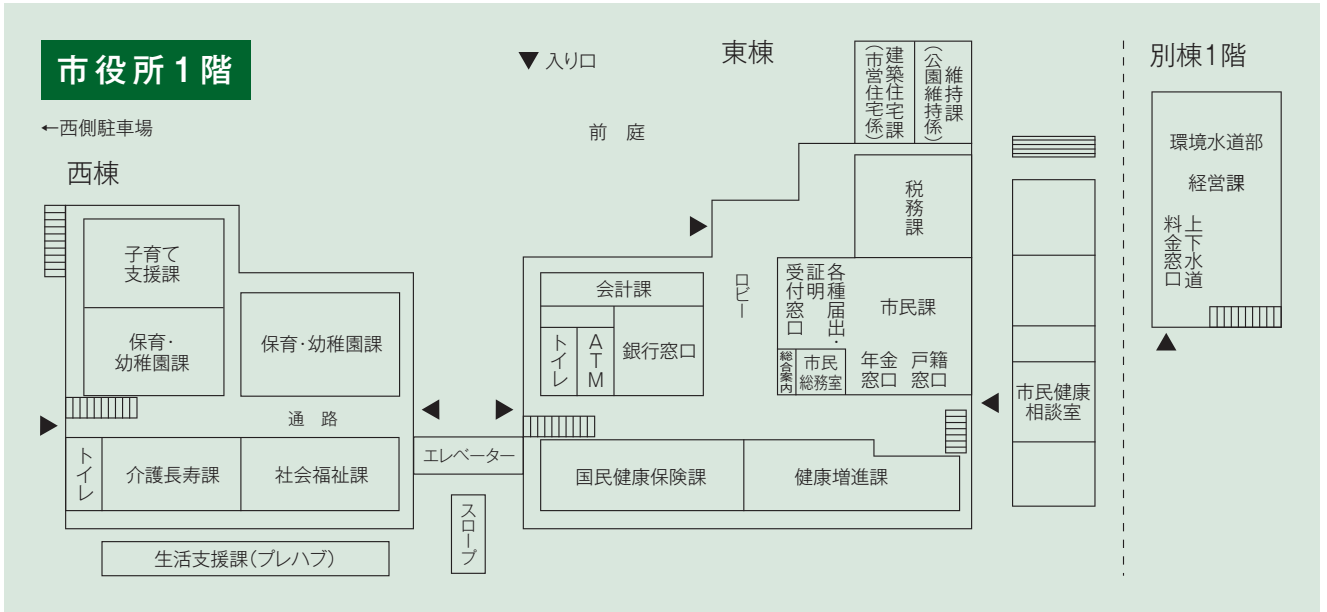 市役所1階
←西側駐車場
西棟
子育て
支援課
保育・
幼稚園課
保育・幼稚園課
通 路
トイレ
介護長寿課
社会福祉課
生活支援課(プレハブ)
エレベーター
スロープ
▼ 入り口
前 庭
東棟
建築住宅課
(市営住宅係)
維持課
(公園維持係)
税務課
ロビー
会計課
トイレ
ATM
銀行窓口
各種届出・
証明
受付窓口
市民課
総合案内
市民
総務室
年金
窓口
戸籍
窓口
国民健康保険課
健康増進課
市民健康
相談室
別棟1階
環境水道部
経営課
上下水道
料金窓口